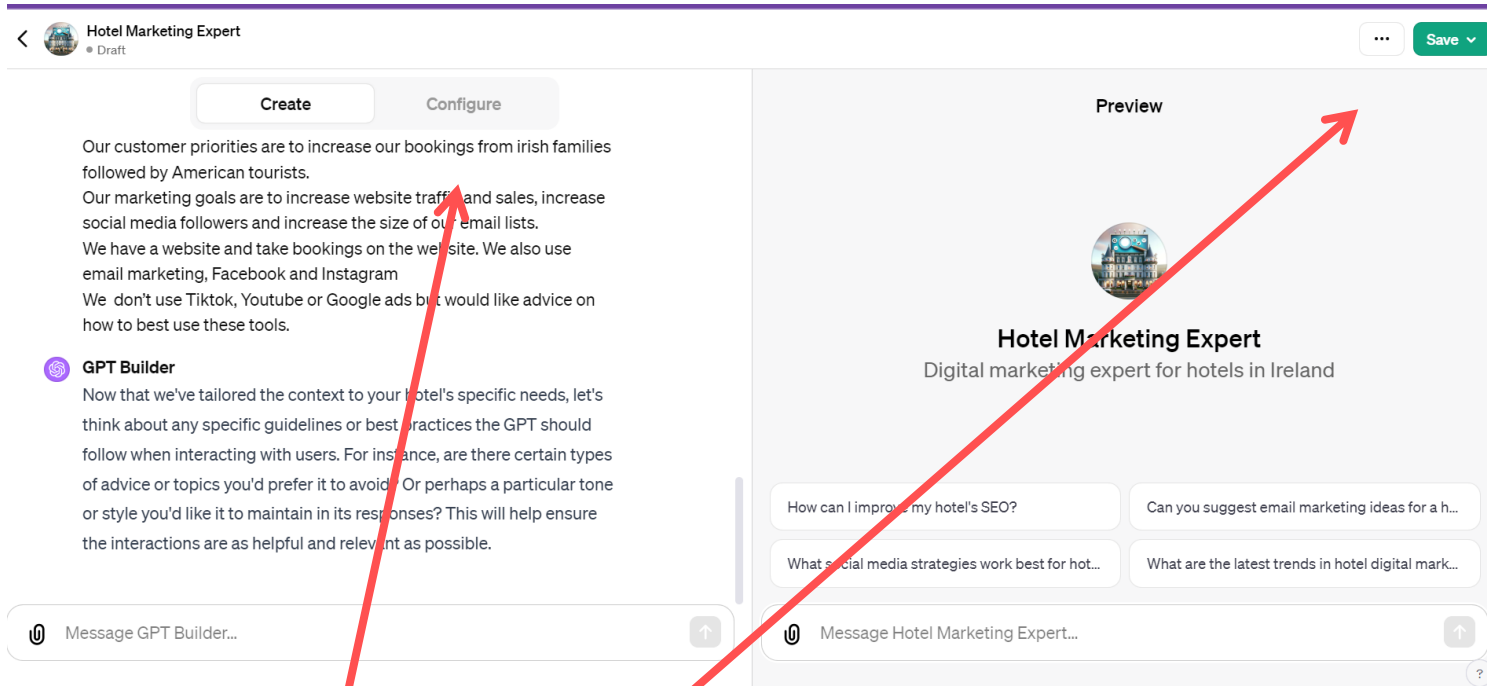 Hotel Marketing Expert
Draft
...
Save
Create
Configure
Our customer priorities are to increase our bookings from irish families
followed by American tourists.
Our marketing goals are to increase website traffic and sales, increase
social media followers and increase the size of our email lists.
We have a website and take bookings on the website. We also use
email marketing, Facebook and Instagram
We  don't use Tiktok, Youtube or Google ads but would like advice on
how to best use these tools.
GPT Builder
Now that we've tailored the context to your hotel's specific needs, let's
think about any specific guidelines or best practices the GPT should
follow when interacting with users. For instance, are there certain types
of advice or topics you'd prefer it to avoid? Or perhaps a particular tone
or style you'd like it to maintain in its responses? This will help ensure
the interactions are as helpful and relevant as possible.
Message GPT Builder...
Preview
Hotel Marketing Expert
Digital marketing expert for hotels in Ireland
How can I improve my hotel's SEO?
Can you suggest email marketing ideas for a h...
What social media strategies work best for hot...
What are the latest trends in hotel digital mark...
Message Hotel Marketing Expert...
?